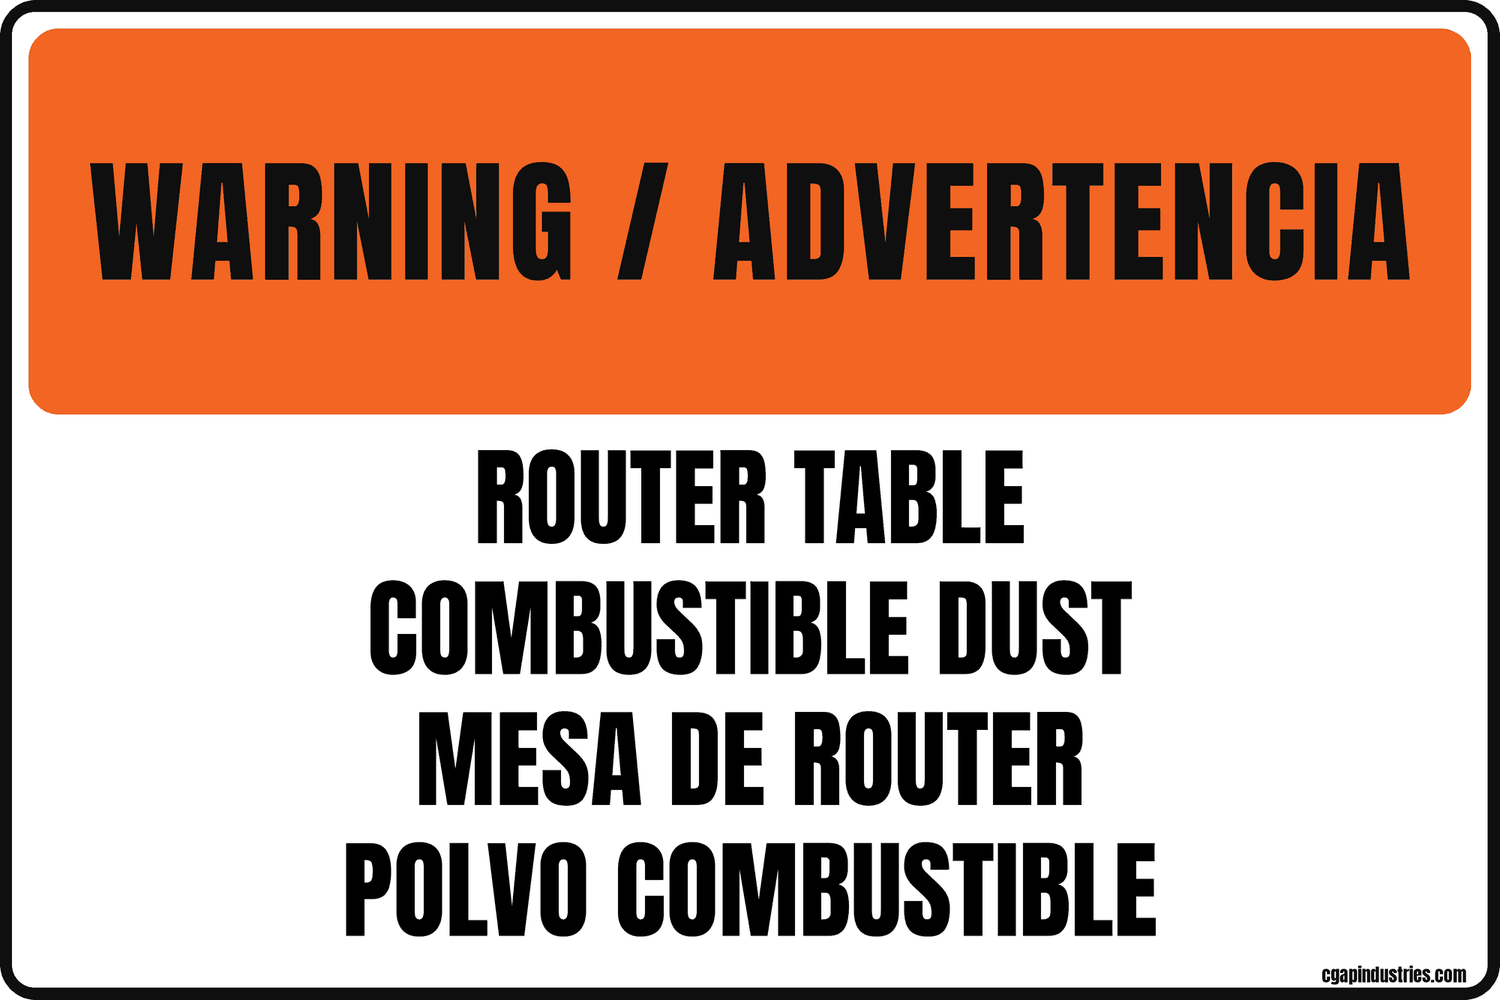 WARNING / ADVERTENCIA
ROUTER TABLE
COMBUSTIBLE DUST
MESA DE ROUTER
POLVO COMBUSTIBLE
cgapindustries.com